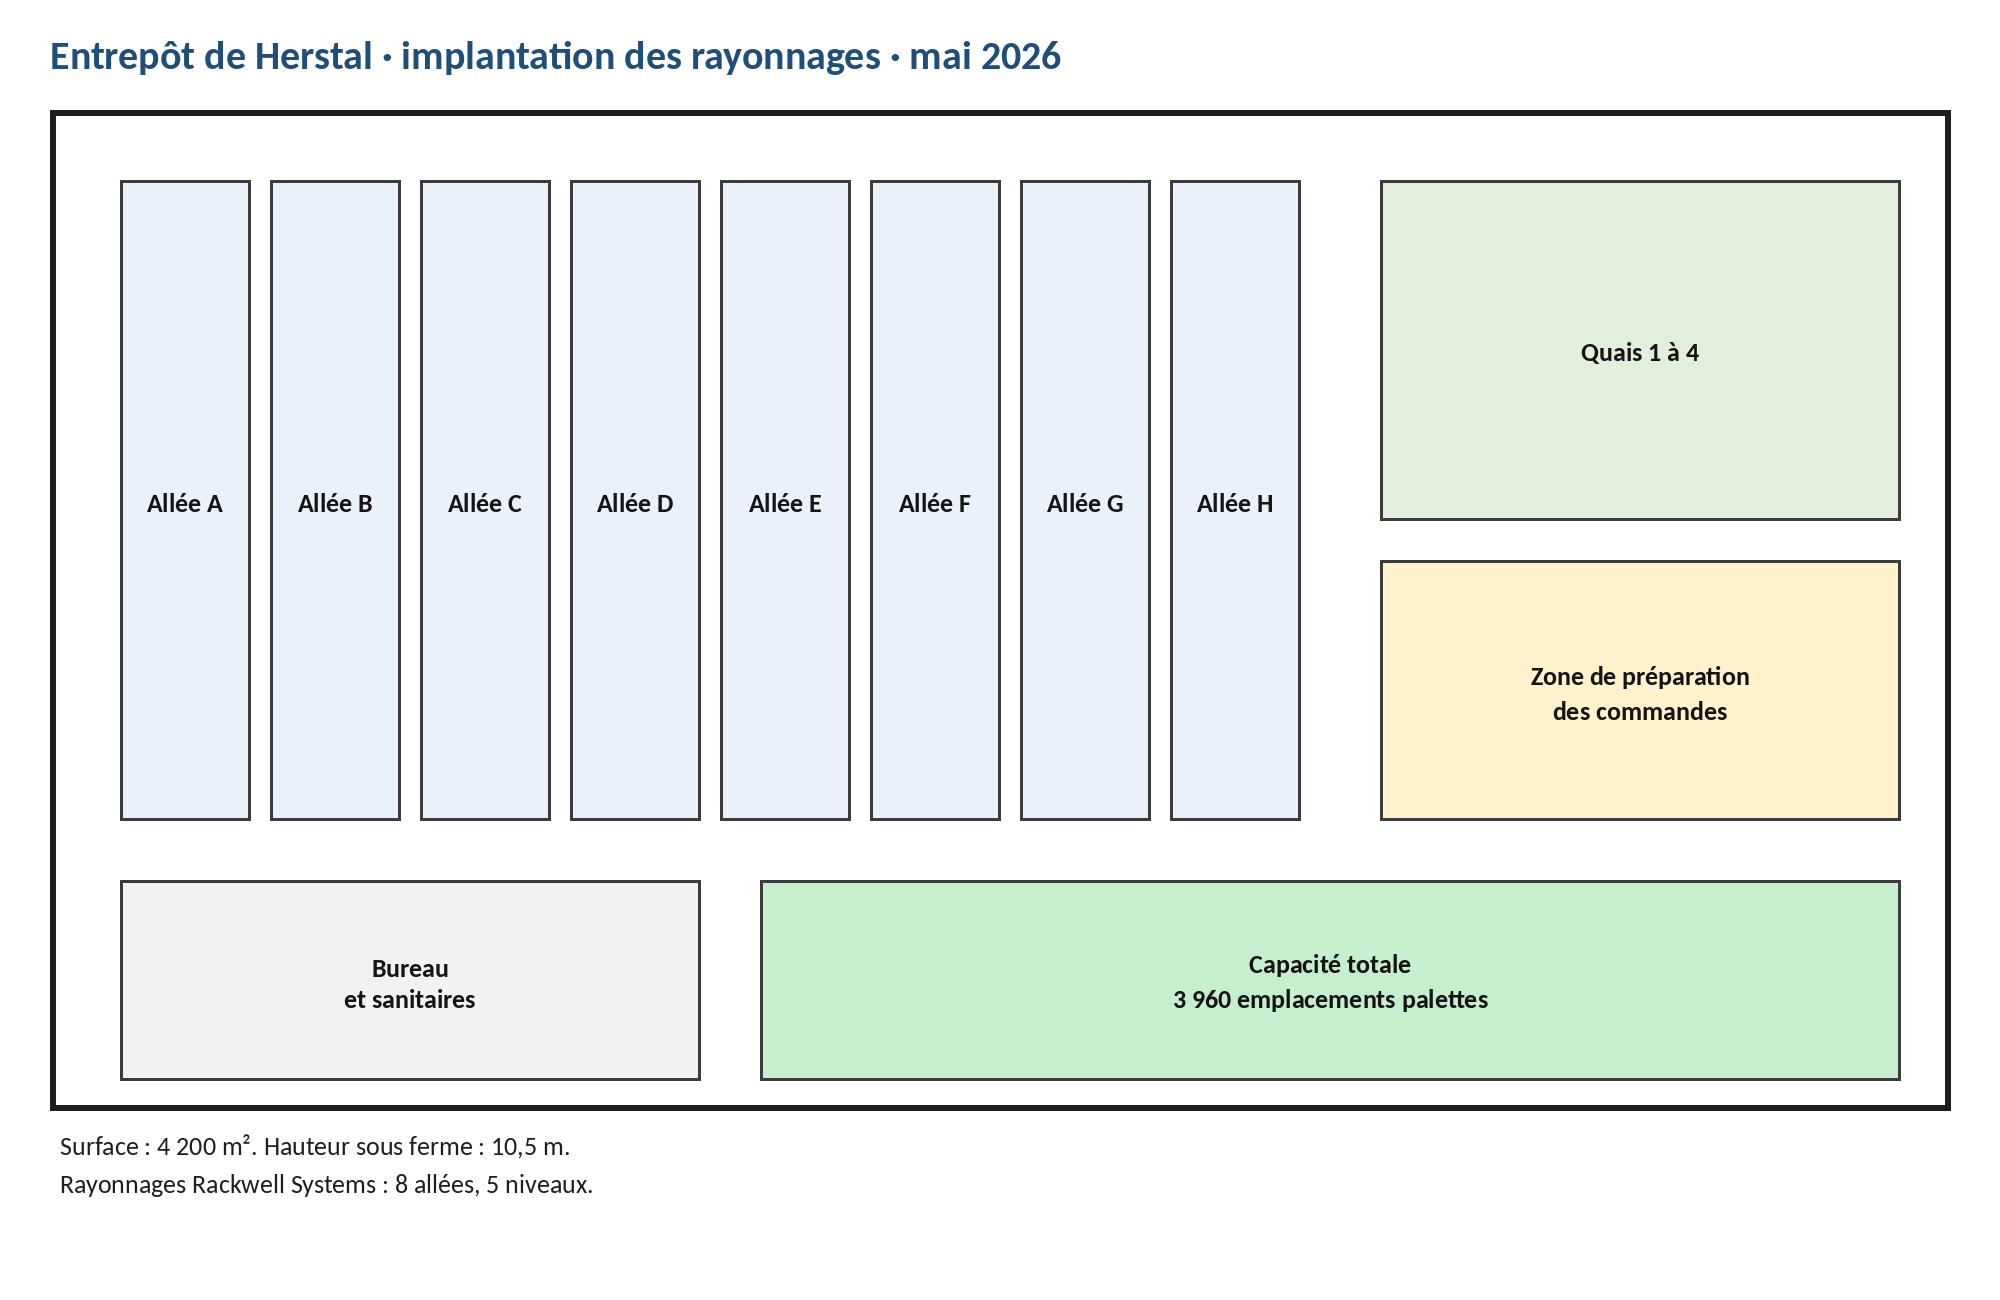 Entrepôt de Herstal · implantation des rayonnages · mai 2026
Allée A
Allée B
Allée C
Allée D
Allée E
Allée F
Allée G
Allée H
Quais 1 à 4
Zone de préparation
des commandes
Bureau
et sanitaires
Capacité totale
3 960 emplacements palettes
Surface : 4 200 m². Hauteur sous ferme : 10,5 m.
Rayonnages Rackwell Systems : 8 allées, 5 niveaux.